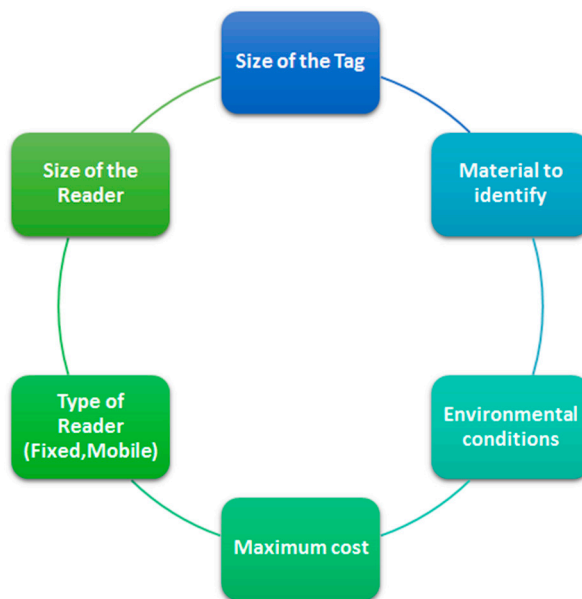 Size of the Tag
Material to
identify
Environmental
conditions
Maximum cost
Type of
Reader
(Fixed,Mobile)
Size of the
Reader